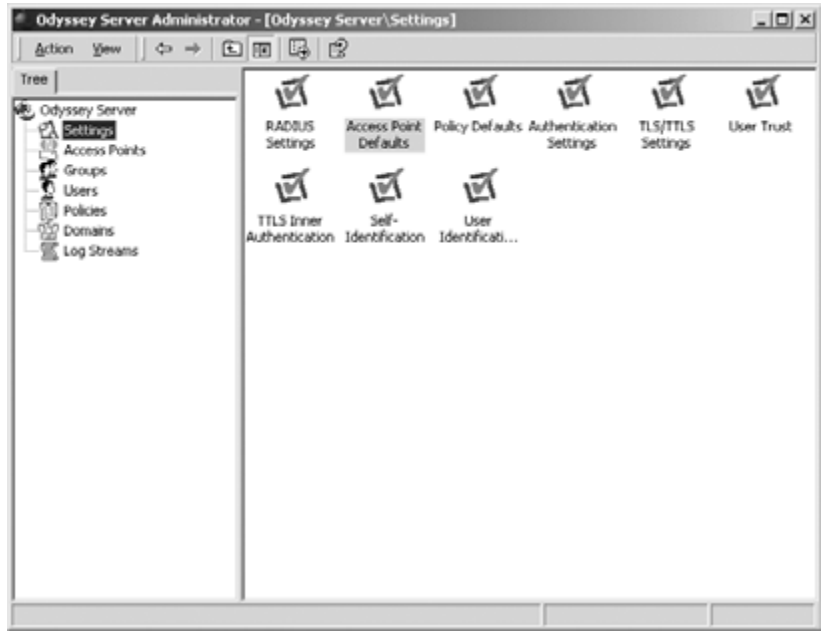 Odyssey Server Administrator - [Odyssey Server\Settings]
Action View
Tree
Odyssey Server
Settings
Access Points
Groups
Users
Policies
Domains
Log Streams
RADIUS Settings
Access Point Defaults
Policy Defaults
Authentication Settings
TLS/TTLS Settings
User Trust
TTLS Inner Authentication
Self-Identification
User Identificati...